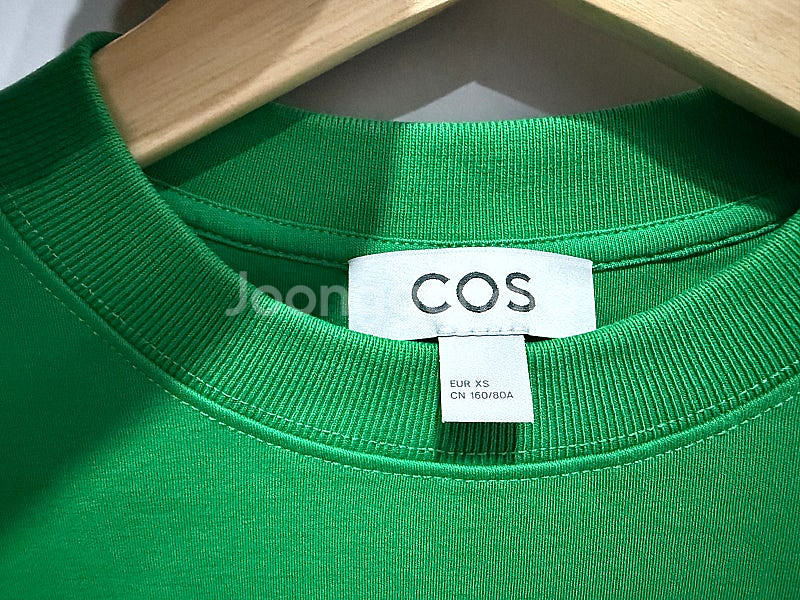 COS
EUR XS
CN 160/80A